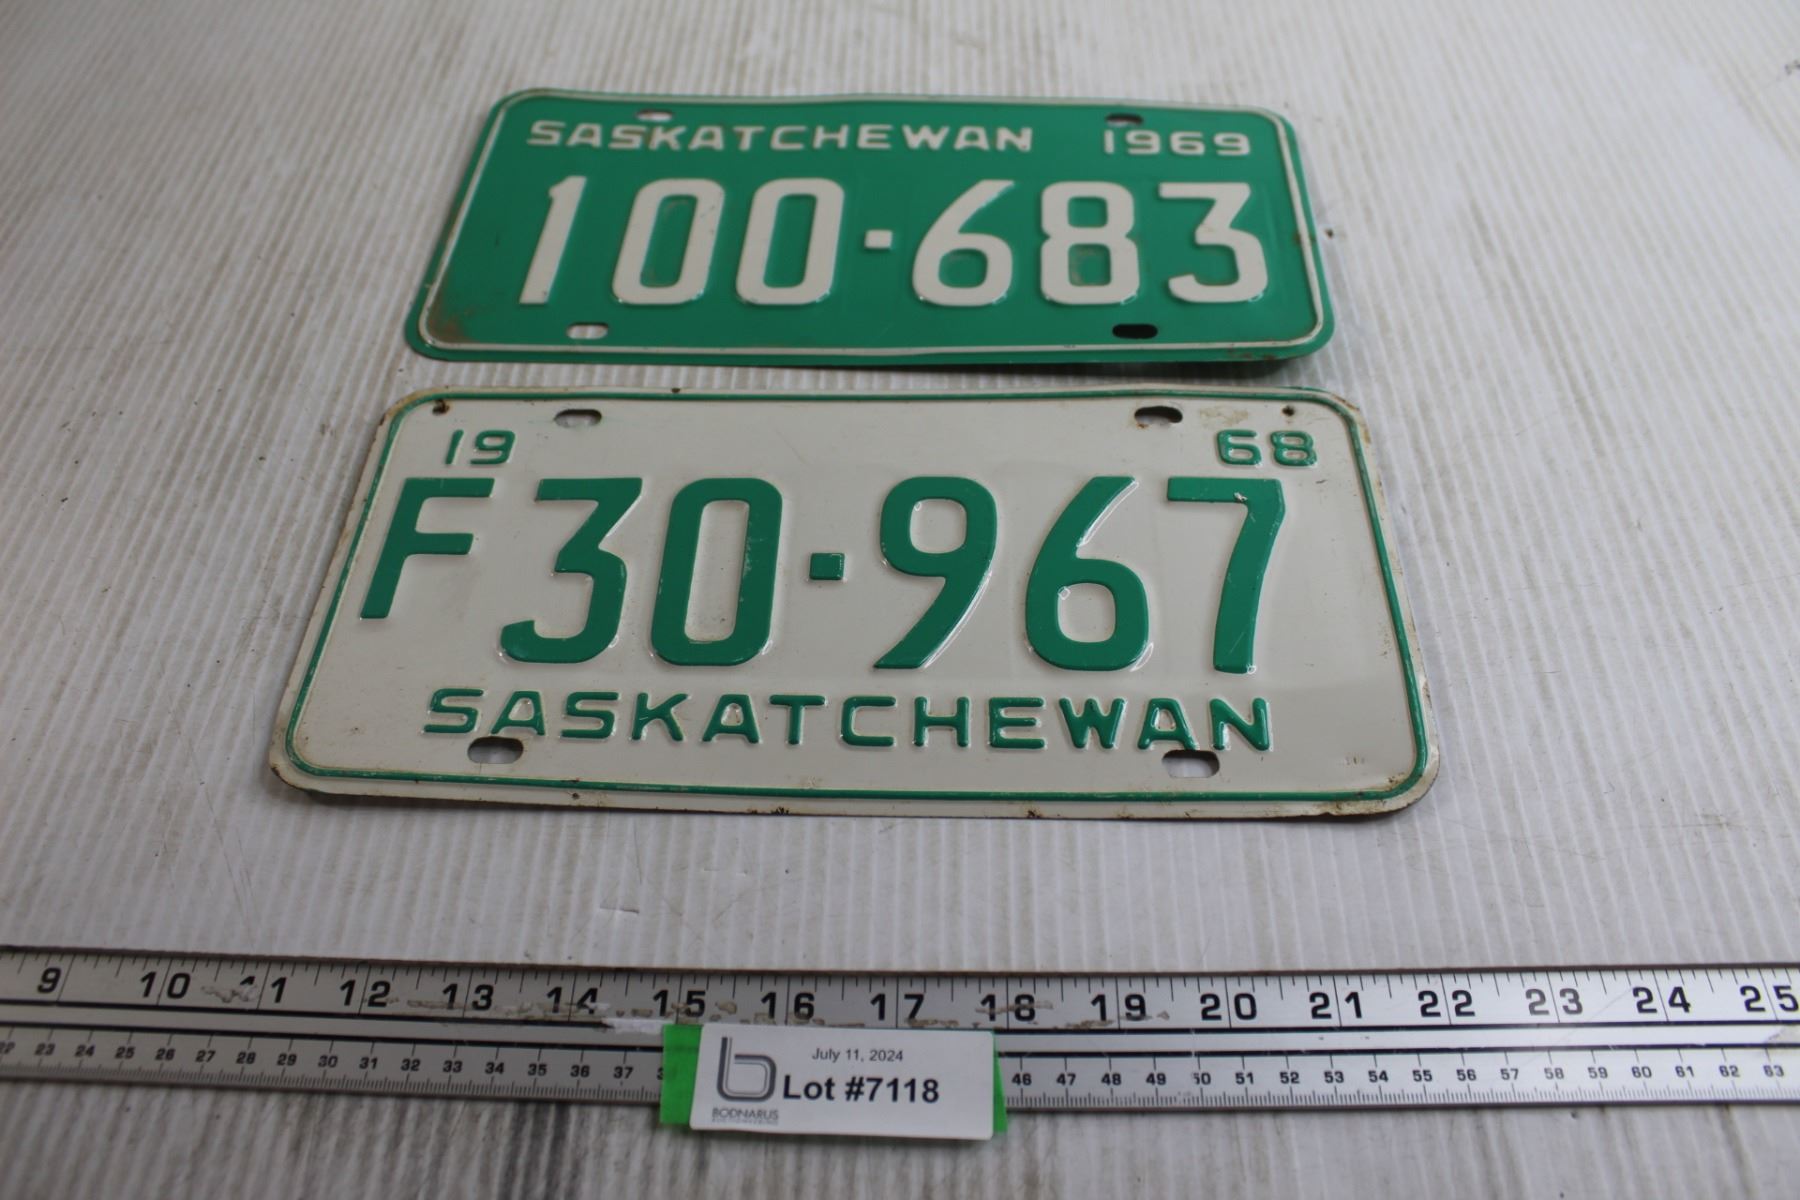 SASKATCHEWAN 1969
100·683
19 68
F30·967
SASKATCHEWAN
9 10 11 12 13 14 15 16 17 18 19 20 21 22 23 24 25
22 23 24 25 26 27 28 29 30 31 32 33 34 35 36 37 46 47 48 49 50 51 52 53 54 55 56 57 58 59 60 61 62 63
July 11, 2024
Lot #7118
BODNARUS
AUCTIONEERING